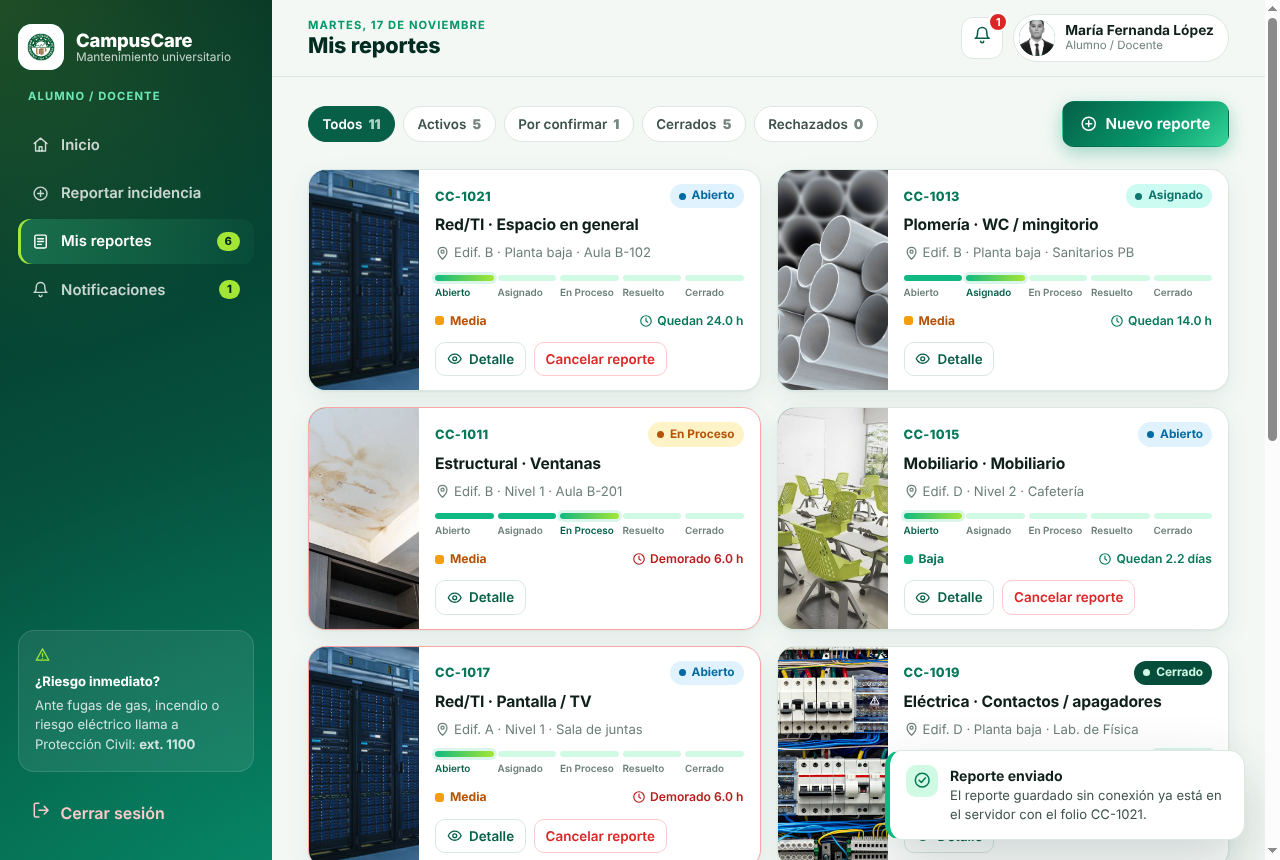 CampusCare
Mantenimiento universitario
ALUMNO / DOCENTE
Inicio
Reportar incidencia
Mis reportes 6
Notificaciones 1
¿Riesgo inmediato?
Ante fugas de gas, incendio o
riesgo eléctrico llama a
Protección Civil: ext. 1100
Cerrar sesión
MARTES, 17 DE NOVIEMBRE
Mis reportes
1
María Fernanda López
Alumno / Docente
Todos 11 Activos 5 Por confirmar 1 Cerrados 5 Rechazados 0
Nuevo reporte
CC-1021 Abierto
Red/TI · Espacio en general
Edif. B · Planta baja · Aula B-102
Abierto Asignado En Proceso Resuelto Cerrado
Media Quedan 24.0 h
Detalle Cancelar reporte
CC-1013 Asignado
Plomería · WC / mingitorio
Edif. B · Planta baja · Sanitarios PB
Abierto Asignado En Proceso Resuelto Cerrado
Media Quedan 14.0 h
Detalle
CC-1011 En Proceso
Estructural · Ventanas
Edif. B · Nivel 1 · Aula B-201
Abierto Asignado En Proceso Resuelto Cerrado
Media Demorado 6.0 h
Detalle
CC-1015 Abierto
Mobiliario · Mobiliario
Edif. D · Nivel 2 · Cafetería
Abierto Asignado En Proceso Resuelto Cerrado
Baja Quedan 2.2 días
Detalle Cancelar reporte
CC-1017 Abierto
Red/TI · Pantalla / TV
Edif. A · Nivel 1 · Sala de juntas
Abierto Asignado En Proceso Resuelto Cerrado
Media Demorado 6.0 h
Detalle Cancelar reporte
CC-1019 Cerrado
Eléctrica · Contactos / apagadores
Edif. D · Planta baja · Lab. de Física
Reporte enviado
El reporte guardado sin conexión ya está en
el servidor con el folio CC-1021.